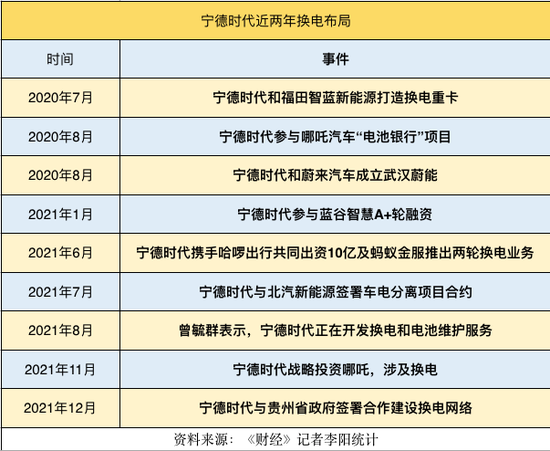 宁德时代近两年换电布局
时间 事件
2020年7月 宁德时代和福田智蓝新能源打造换电重卡
2020年8月 宁德时代参与哪吒汽车“电池银行”项目
2020年8月 宁德时代和蔚来汽车成立武汉蔚能
2021年1月 宁德时代参与蓝谷智慧A+轮融资
2021年6月 宁德时代携手哈啰出行共同出资10亿及蚂蚁金服推出两轮换电业务
2021年7月 宁德时代与北汽新能源签署车电分离项目合约
2021年8月 曾毓群表示，宁德时代正在开发换电和电池维护服务
2021年11月 宁德时代战略投资哪吒，涉及换电
2021年12月 宁德时代与贵州省政府签署合作建设换电网络
资料来源：《财经》记者李阳统计